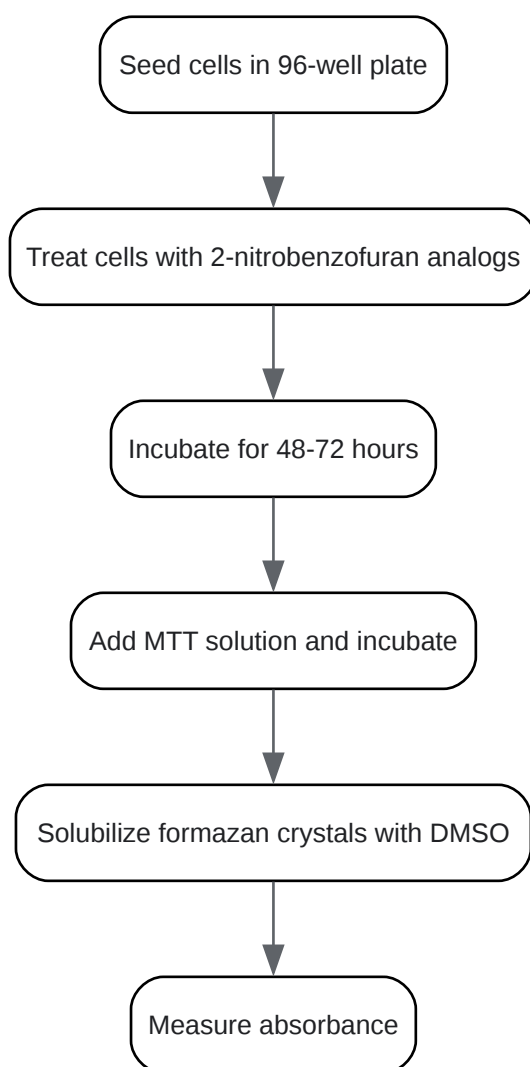 Seed cells in 96-well plate
Treat cells with 2-nitrobenzofuran analogs
Incubate for 48-72 hours
Add MTT solution and incubate
Solubilize formazan crystals with DMSO
Measure absorbance